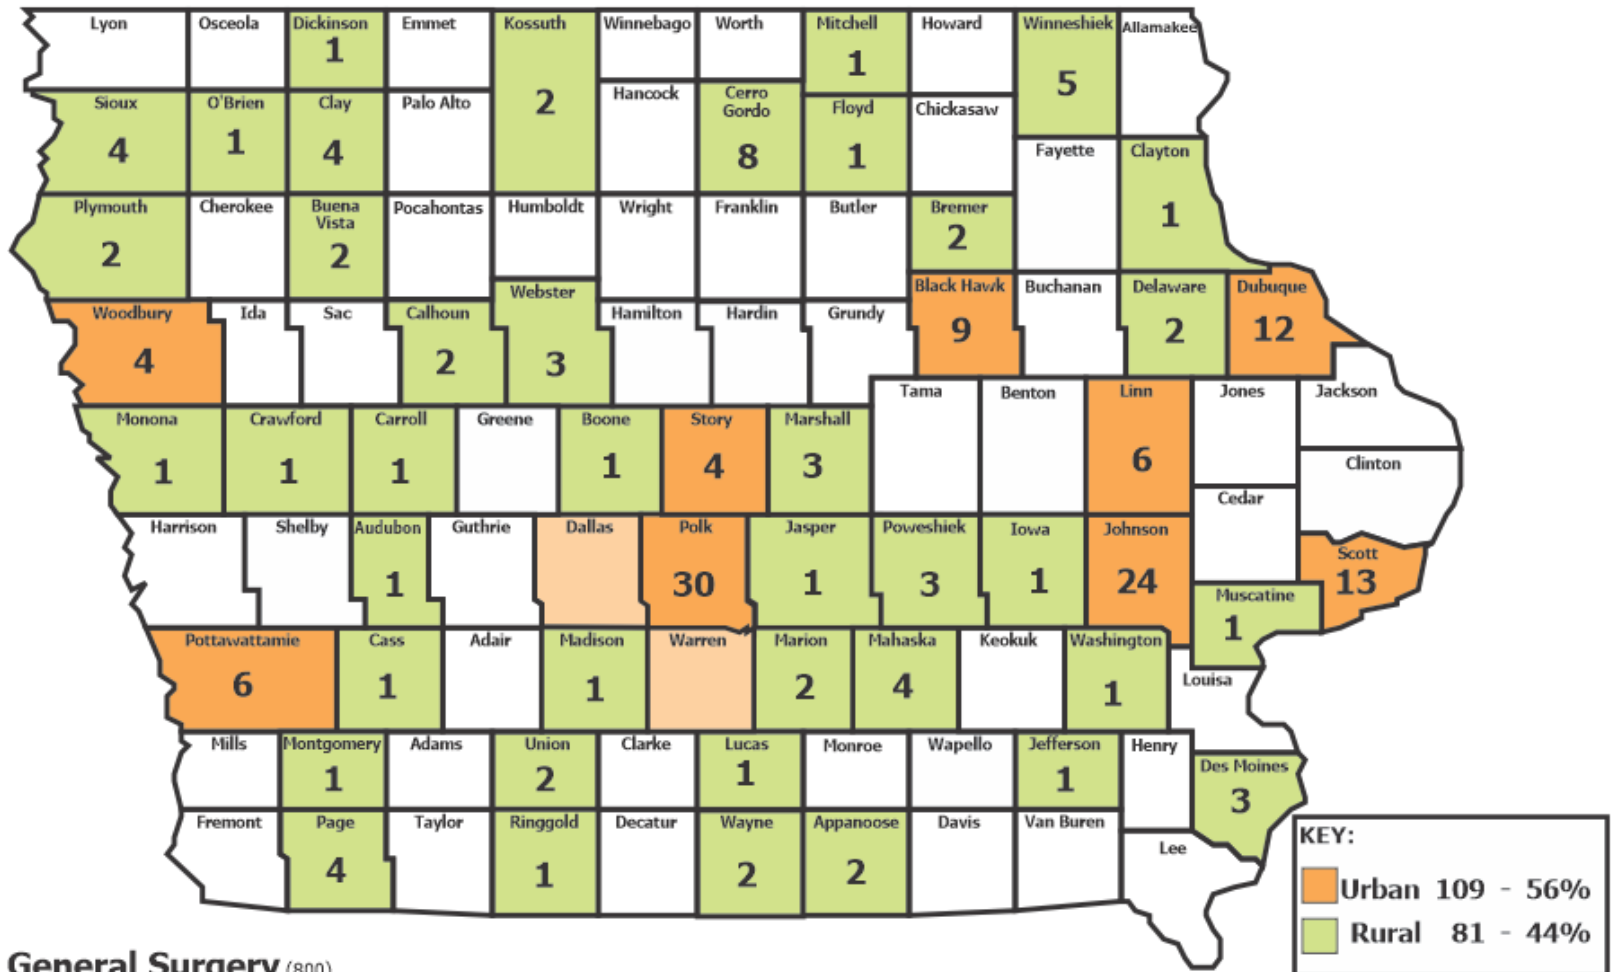 Lyon Osceola Dickinson Emmet Kossuth Winnebago Worth Mitchell Howard Winneshiek Allamakee
1 2 1 5
Sioux O'Brien Clay Palo Alto Hancock Cerro Gordo Floyd Chickasaw Fayette Clayton
4 1 4 8 1 1
Plymouth Cherokee Buena Vista Pocahontas Humboldt Wright Franklin Butler Bremer
2 2 2
Woodbury Ida Sac Calhoun Webster Hamilton Hardin Grundy Black Hawk Buchanan Delaware Dubuque
4 2 3 9 2 12
Monona Crawford Carroll Greene Boone Story Marshall Tama Benton Linn Jones Jackson
1 1 1 1 4 3 6
Clinton
Cedar
Harrison Shelby Audubon Guthrie Dallas Polk Jasper Poweshiek Iowa Johnson Scott
1 30 1 3 1 24 13
Muscatine
1
Pottawattamie Cass Adair Madison Warren Marion Mahaska Keokuk Washington Louisa
6 1 1 2 4 1
Mills Montgomery Adams Union Clarke Lucas Monroe Wapello Jefferson Henry Des Moines
1 2 1 1 3
Fremont Page Taylor Ringgold Decatur Wayne Appanoose Davis Van Buren Lee
4 1 2 2
KEY:
Urban 109 - 56%
Rural 81 - 44%
General Surgery (800)